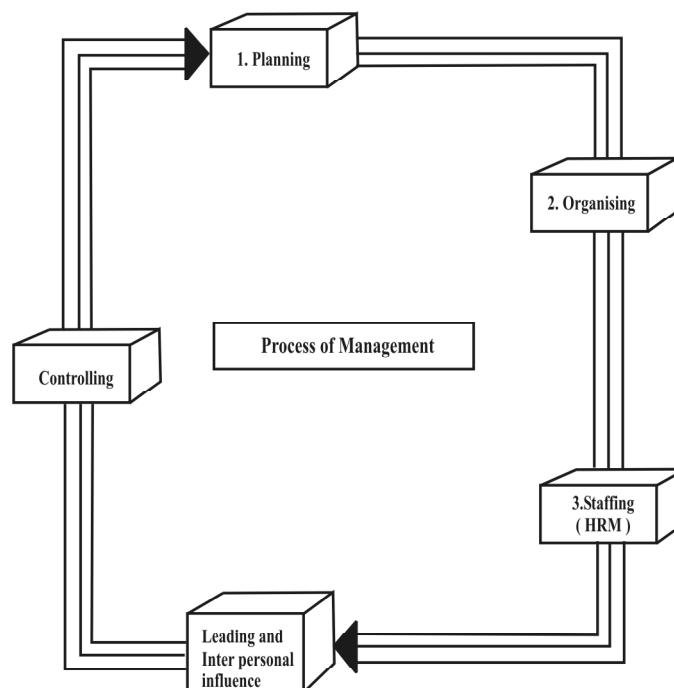 1. Planning
2. Organising
Process of Management
Controlling
3.Staffing
( HRM )
Leading and
Inter personal
influence